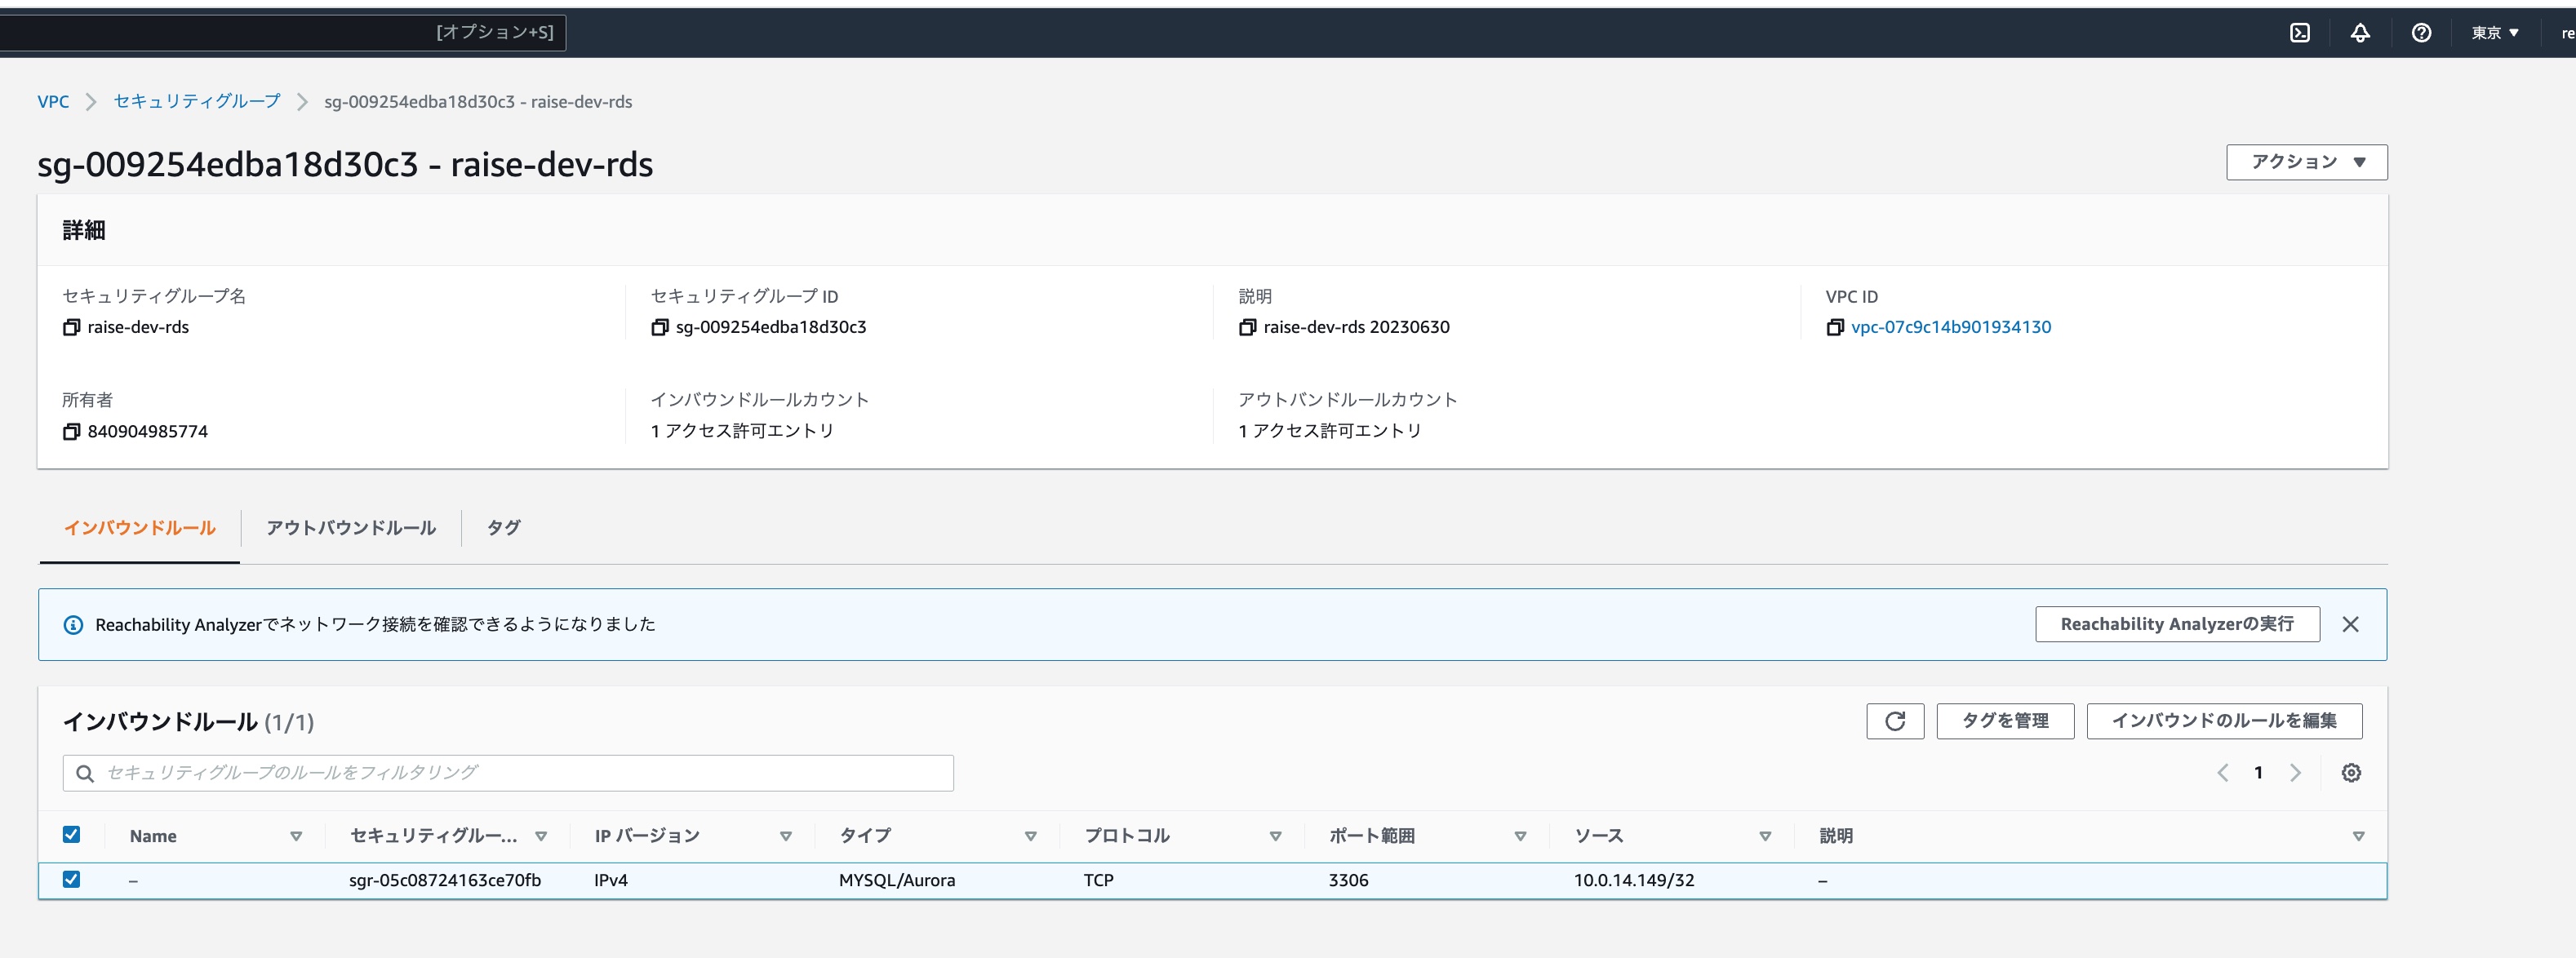 [オプション+S]
東京 ▼
re
VPC > セキュリティグループ > sg-009254edba18d30c3 - raise-dev-rds
sg-009254edba18d30c3 - raise-dev-rds
アクション ▼
詳細
セキュリティグループ名
raise-dev-rds
セキュリティグループ ID
sg-009254edba18d30c3
説明
raise-dev-rds 20230630
VPC ID
vpc-07c9c14b901934130
所有者
840904985774
インバウンドルールカウント
1 アクセス許可エントリ
アウトバンドルールカウント
1 アクセス許可エントリ
インバウンドルール
アウトバウンドルール
タグ
Reachability Analyzerでネットワーク接続を確認できるようになりました
Reachability Analyzerの実行
インバウンドルール (1/1)
タグを管理
インバウンドのルールを編集
セキュリティグループのルールをフィルタリング
1
Name セキュリティグルー... IP バージョン タイプ プロトコル ポート範囲 ソース 説明
– sgr-05c08724163ce70fb IPv4 MYSQL/Aurora TCP 3306 10.0.14.149/32 –